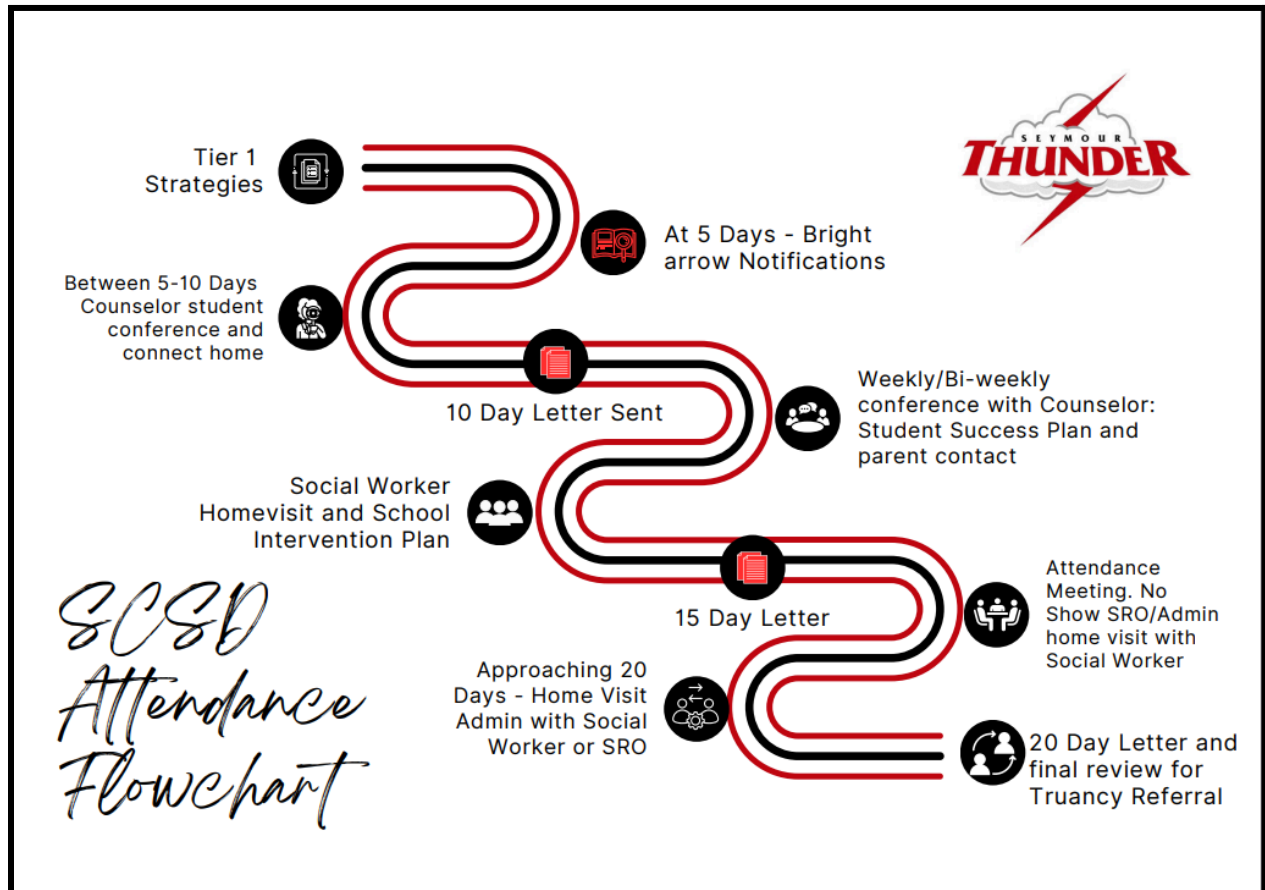 SEYMOUR
THUNDER
Tier 1
Strategies
At 5 Days - Bright
arrow Notifications
Between 5-10 Days
Counselor student
conference and
connect home
10 Day Letter Sent
Weekly/Bi-weekly
conference with Counselor:
Student Success Plan and
parent contact
Social Worker
Homevisit and School
Intervention Plan
15 Day Letter
Attendance
Meeting. No
Show SRO/Admin
home visit with
Social Worker
Approaching 20
Days - Home Visit
Admin with Social
Worker or SRO
20 Day Letter and
final review for
Truancy Referral
SCSD
Attendance
Flowchart